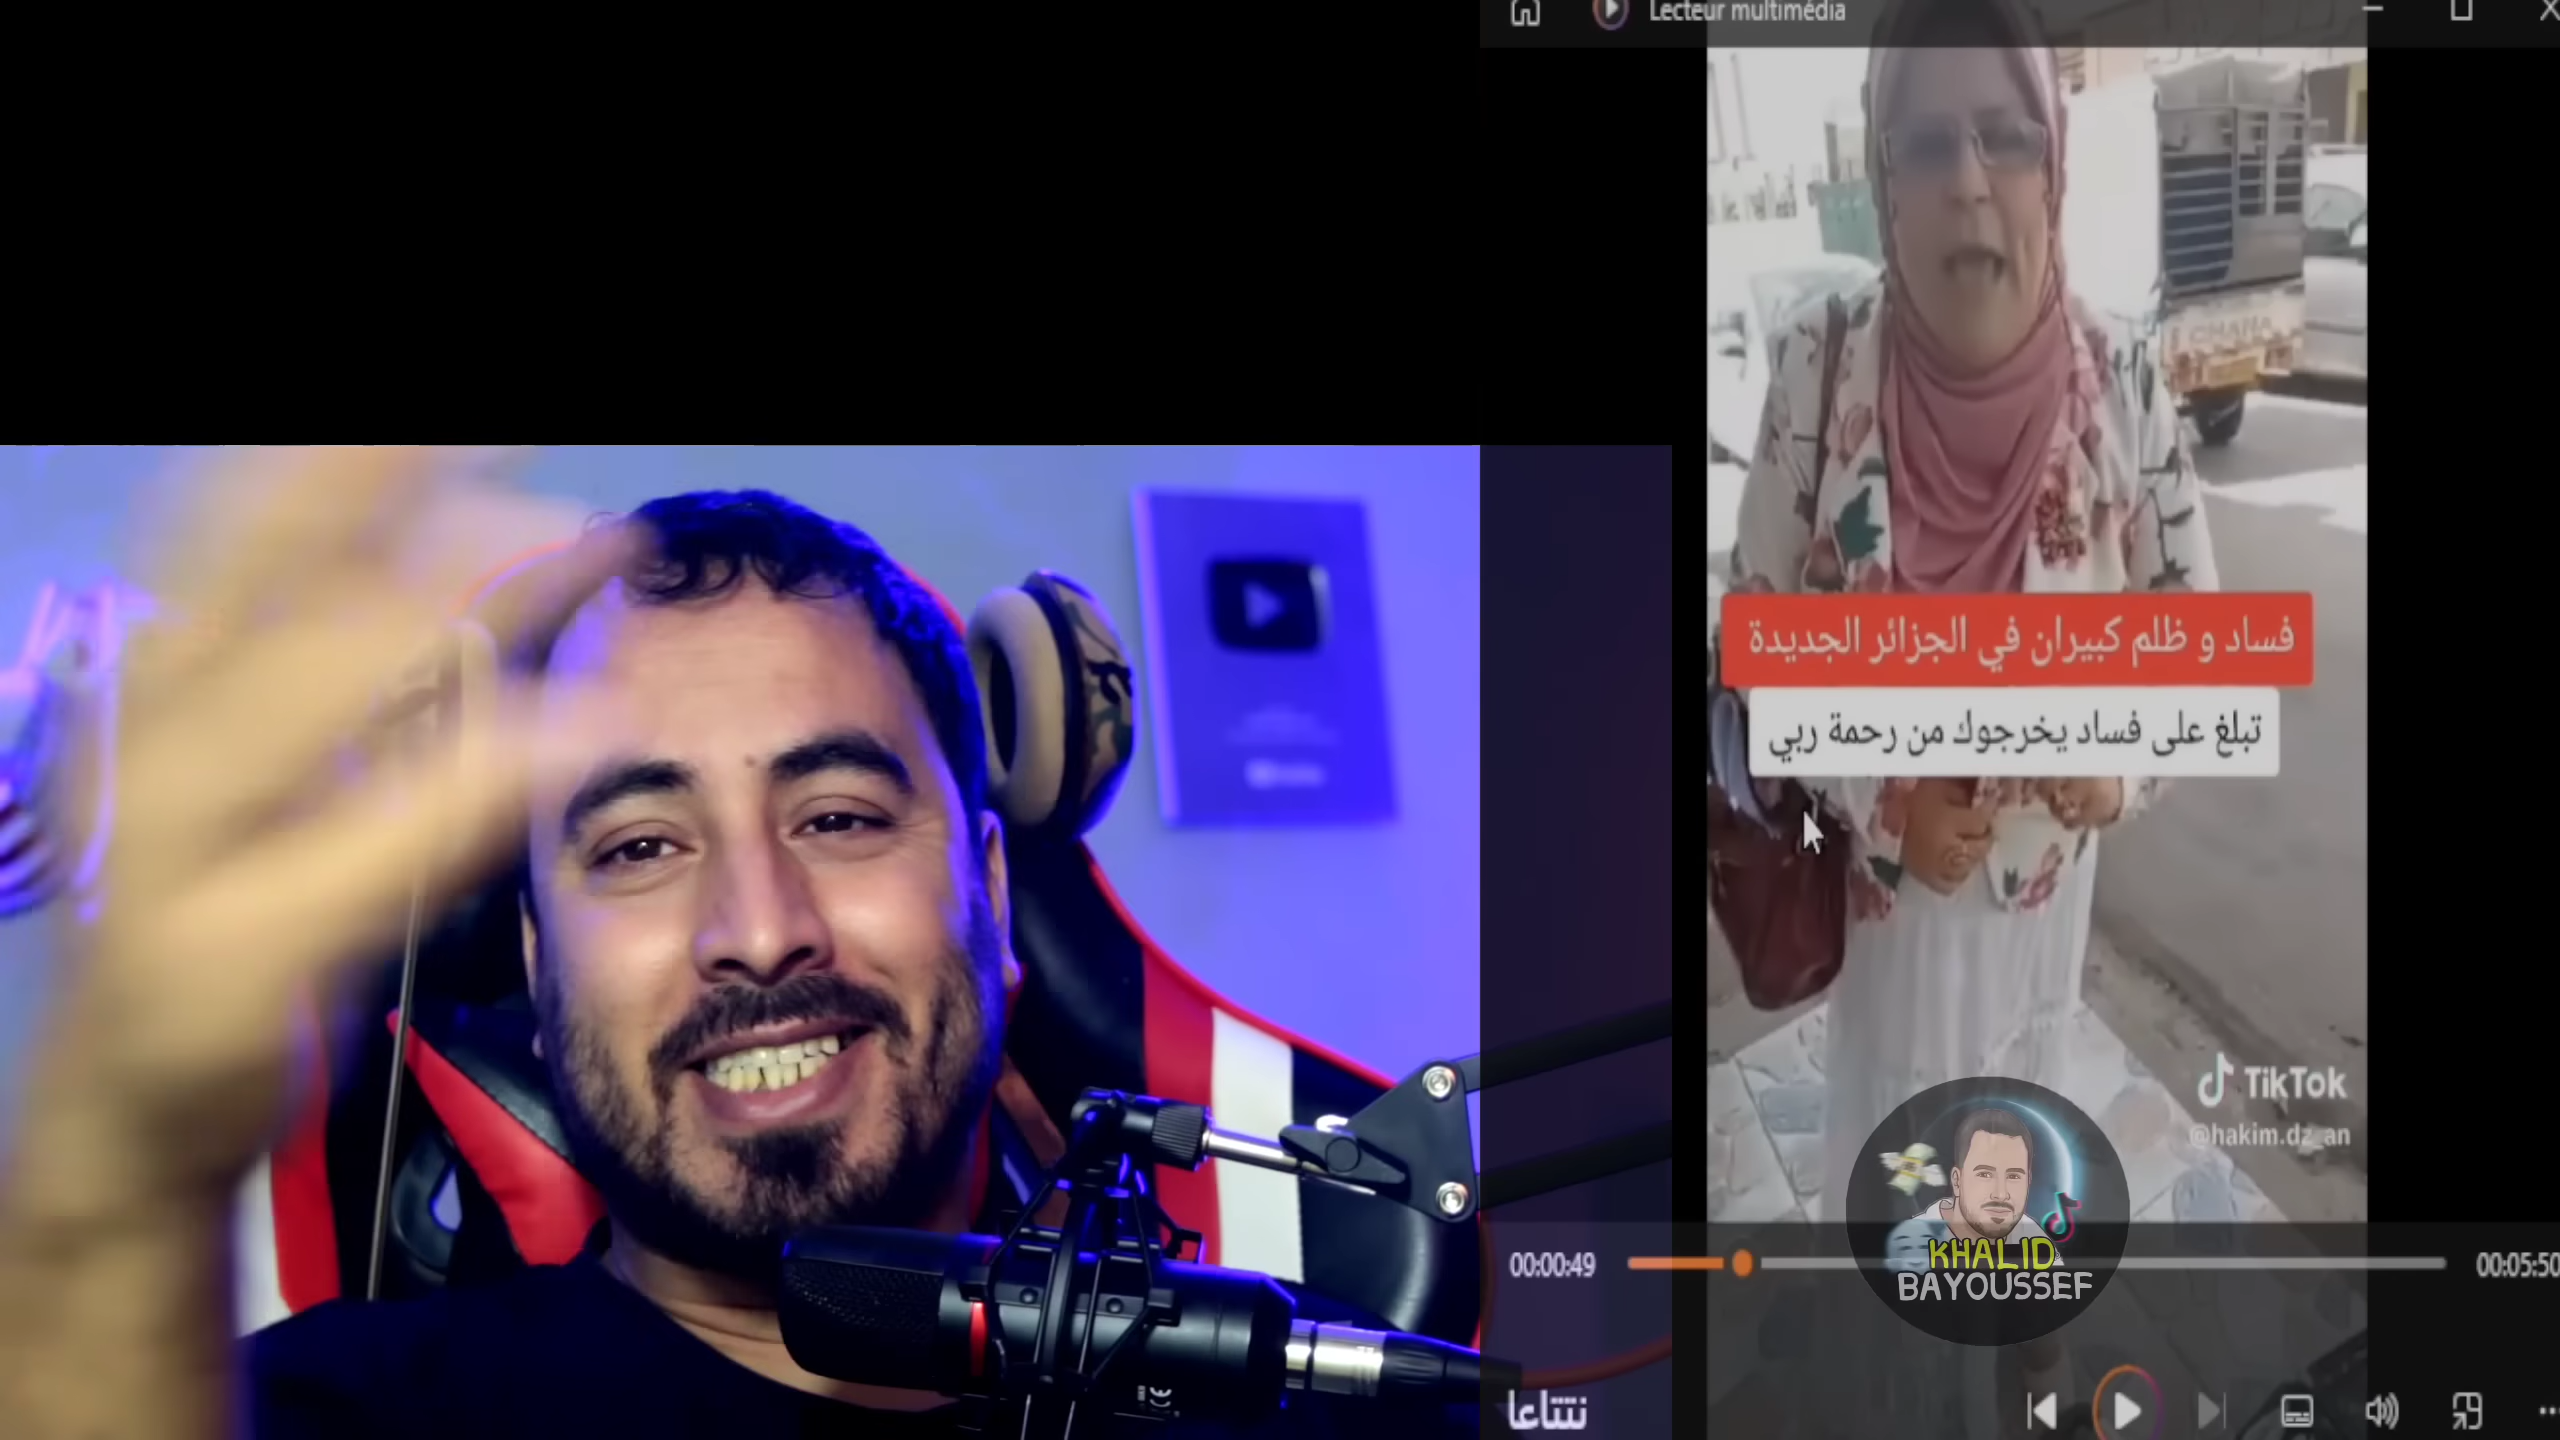 Lecteur multimédia
فساد و ظلم كبيران في الجزائر الجديدة
تبلغ على فساد يخرجوك من رحمة ربي
TikTok
@hakim.dz_an
KHALID
BAYOUSSEF
00:00:49
00:05:50
CE